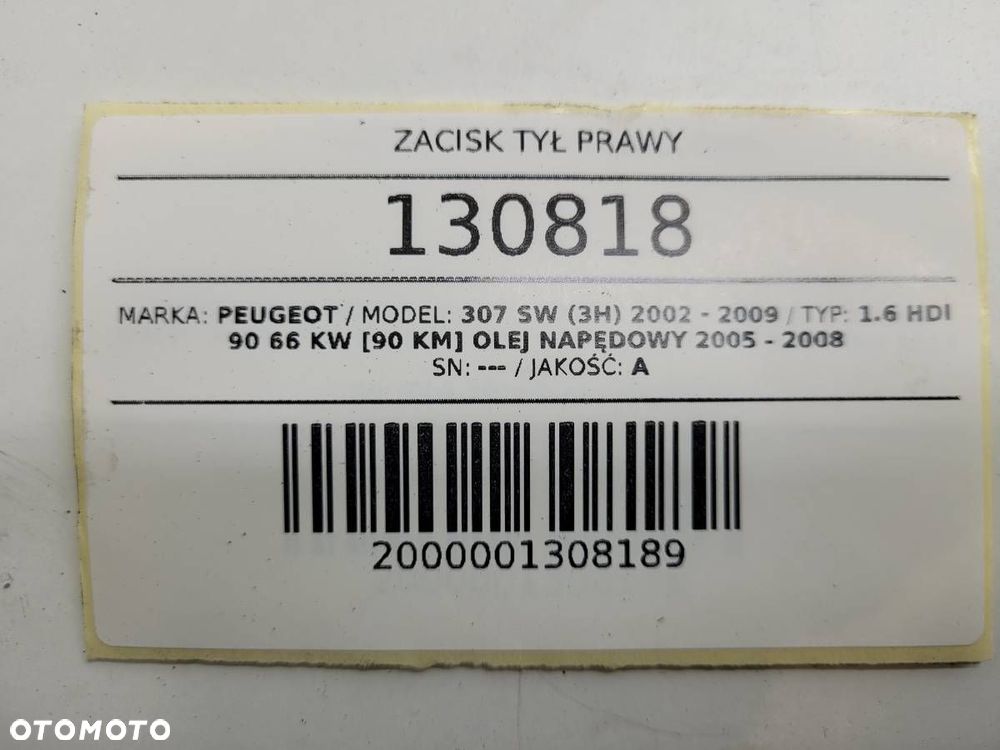 ZACISK TYŁ PRAWY
130818
MARKA: PEUGEOT / MODEL: 307 SW (3H) 2002 - 2009 / TYP: 1.6 HDI
90 66 KW [90 KM] OLEJ NAPĘDOWY 2005 - 2008
SN: --- / JAKOŚĆ: A
2000001308189
OTOMOTO